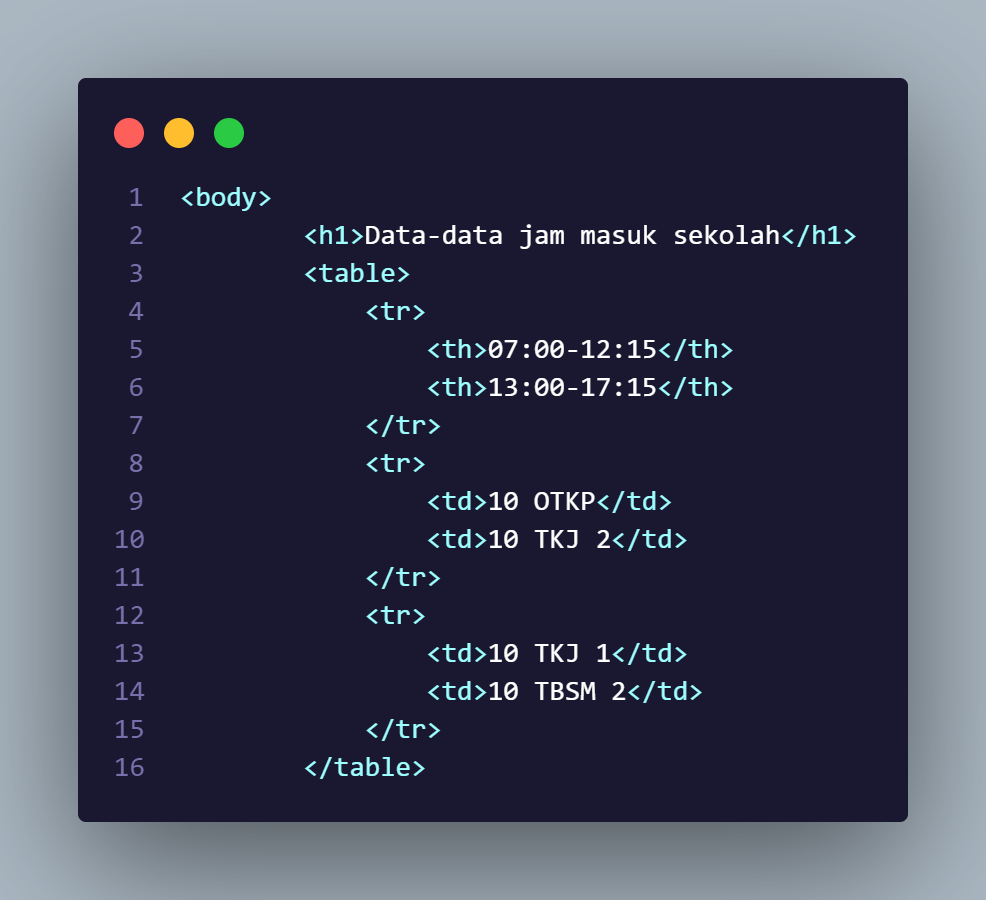 1 <body>
2 <h1>Data-data jam masuk sekolah</h1>
3 <table>
4 <tr>
5 <th>07:00-12:15</th>
6 <th>13:00-17:15</th>
7 </tr>
8 <tr>
9 <td>10 OTKP</td>
10 <td>10 TKJ 2</td>
11 </tr>
12 <tr>
13 <td>10 TKJ 1</td>
14 <td>10 TBSM 2</td>
15 </tr>
16 </table>